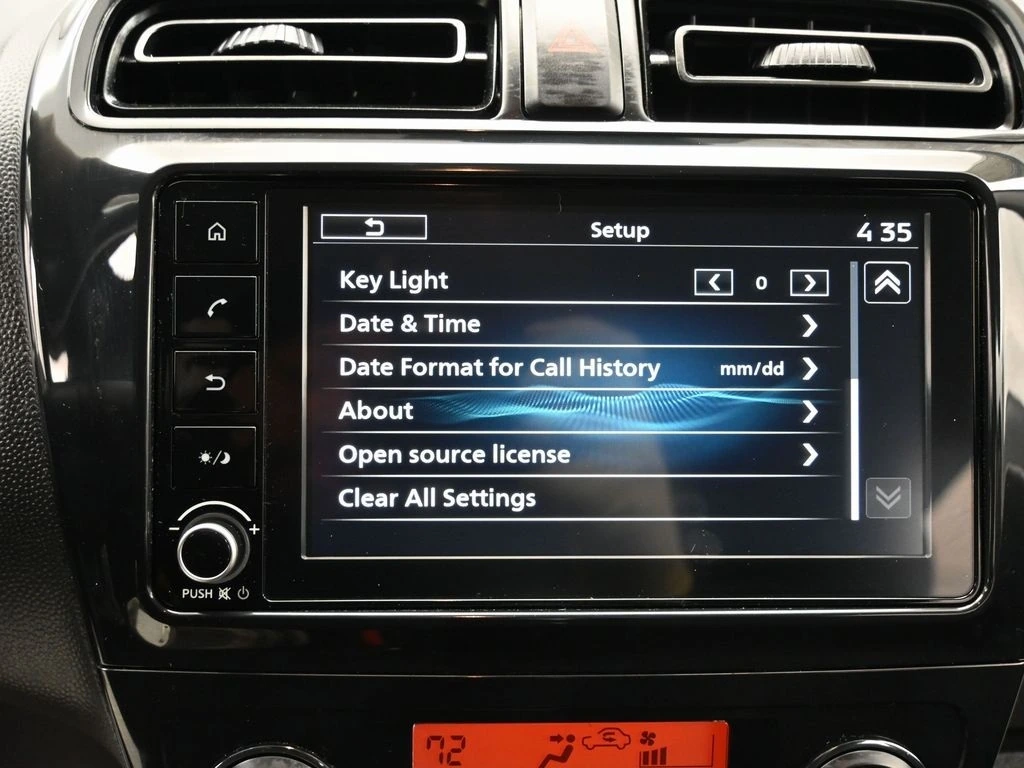 Setup
4 35
Key Light 0
Date & Time
Date Format for Call History mm/dd
About
Open source license
Clear All Settings
- +
PUSH
72